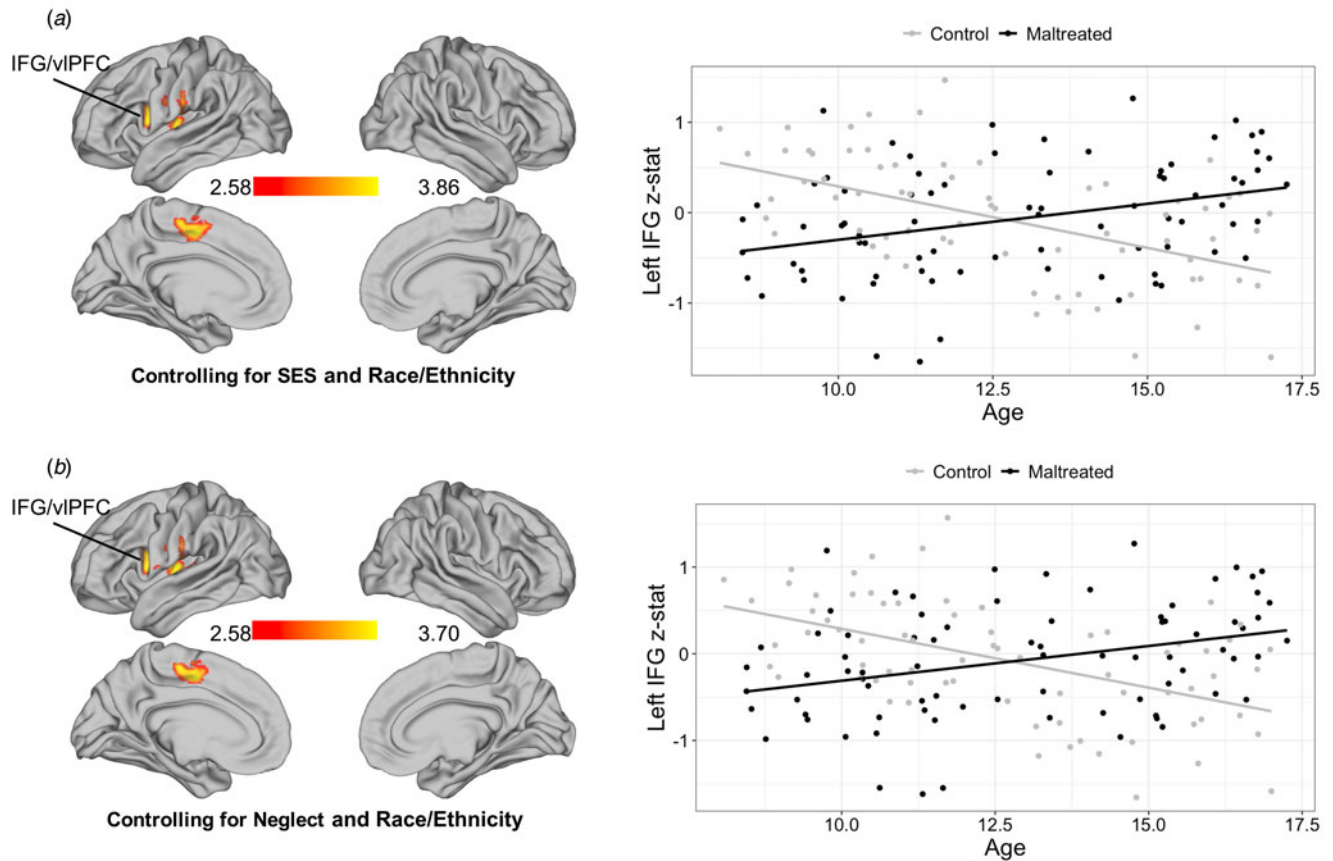 (a)
IFG/vlPFC
2.58 3.86
Controlling for SES and Race/Ethnicity
Control Maltreated
Left IFG z-stat
1
0
-1
10.0 12.5 15.0 17.5
Age
(b)
IFG/vlPFC
2.58 3.70
Controlling for Neglect and Race/Ethnicity
Control Maltreated
Left IFG z-stat
1
0
-1
10.0 12.5 15.0 17.5
Age